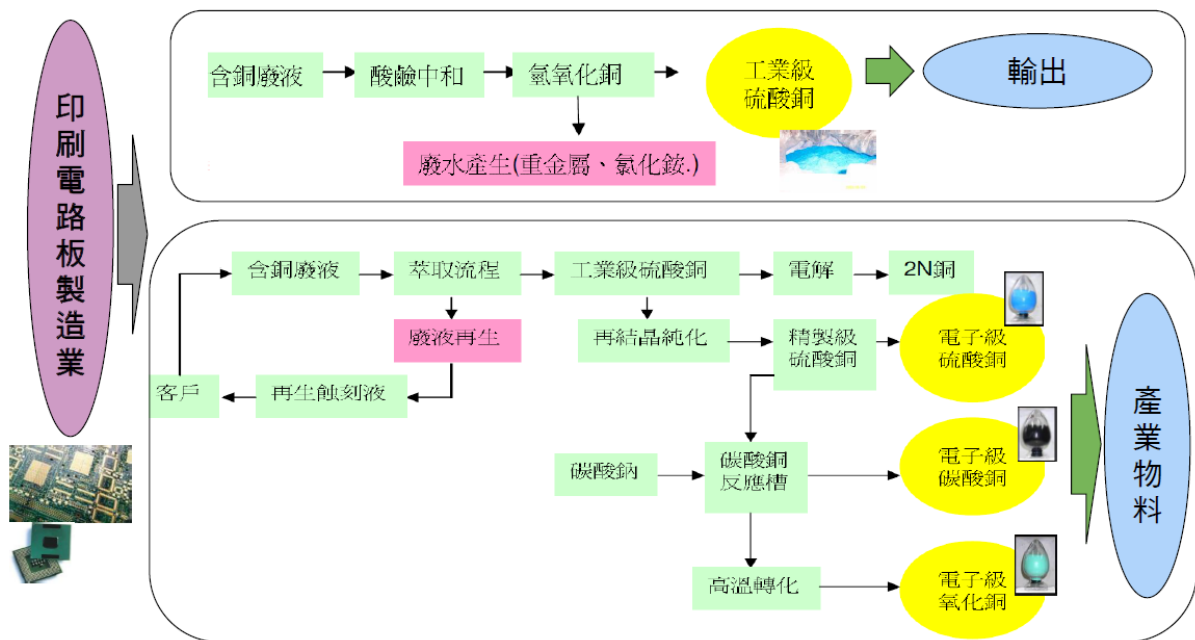 印刷電路板製造業
含銅廢液
酸鹼中和
氫氧化銅
工業級
硫酸銅
輸出
廢水產生(重金屬、氯化銨.)
含銅廢液
萃取流程
工業級硫酸銅
電解
2N銅
廢液再生
再結晶純化
精製級
硫酸銅
電子級
硫酸銅
客戶
再生蝕刻液
碳酸鈉
碳酸銅
反應槽
電子級
碳酸銅
高溫轉化
電子級
氧化銅
產業物料